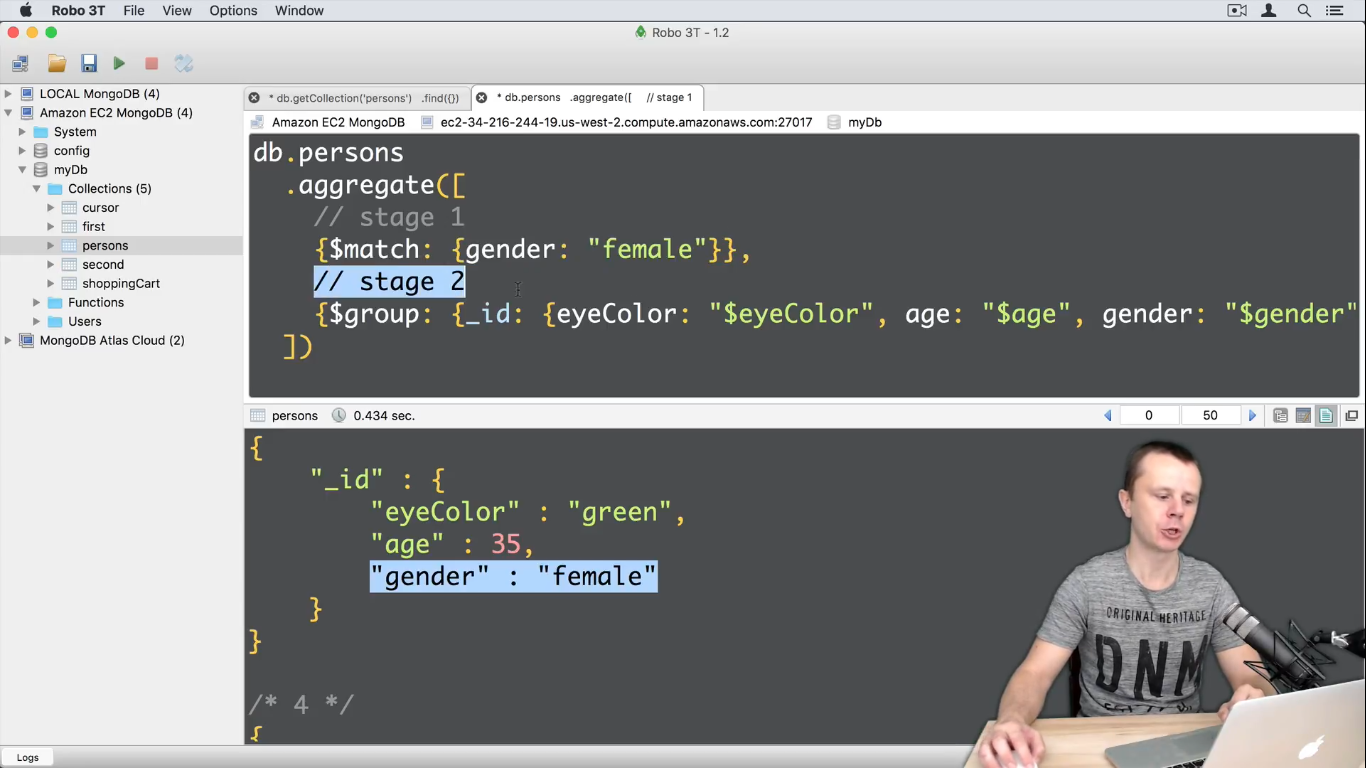 Robo 3T File View Options Window
Robo 3T - 1.2
LOCAL MongoDB (4)
Amazon EC2 MongoDB (4)
System
config
myDb
Collections (5)
cursor
first
persons
second
shoppingCart
Functions
Users
MongoDB Atlas Cloud (2)
* db.getCollection('persons') .find({}) * db.persons .aggregate([ // stage 1
Amazon EC2 MongoDB ec2-34-216-244-19.us-west-2.compute.amazonaws.com:27017 myDb
db.persons
.aggregate([
// stage 1
{$match: {gender: "female"}},
// stage 2
{$group: {_id: {eyeColor: "$eyeColor", age: "$age", gender: "$gender"
])
persons 0.434 sec. 0 50
{
"_id" : {
"eyeColor" : "green",
"age" : 35,
"gender" : "female"
}
}
/* 4 */
{
ORIGINAL HERITAGE
DNM
Logs